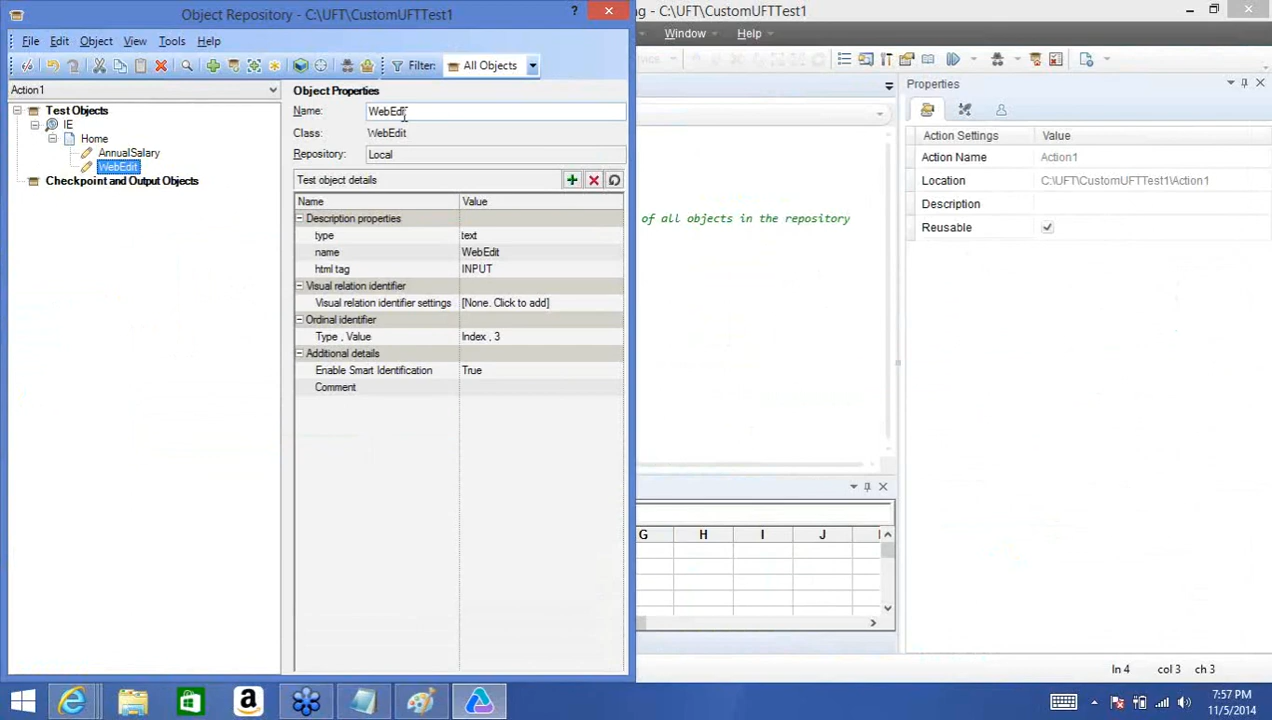 Object Repository - C:\UFT\CustomUFTTest1
?
g - C:\UFT\CustomUFTTest1
File Edit Object View Tools Help
Window Help
Filter: All Objects
Action1
Object Properties
Properties
Test Objects
Name: WebEdit
IE
Class: WebEdit
Action Settings Value
Home
AnnualSalary
Repository: Local
Action Name Action1
WebEdit
Checkpoint and Output Objects
Test object details
Location C:\UFT\CustomUFTTest1\Action1
Name Value
Description
Description properties
of all objects in the repository
Reusable
type text
name WebEdit
html tag INPUT
Visual relation identifier
Visual relation identifier settings [None. Click to add]
Ordinal identifier
Type , Value Index , 3
Additional details
Enable Smart Identification True
Comment
G H I J
ln 4 col 3 ch 3
7:57 PM
11/5/2014